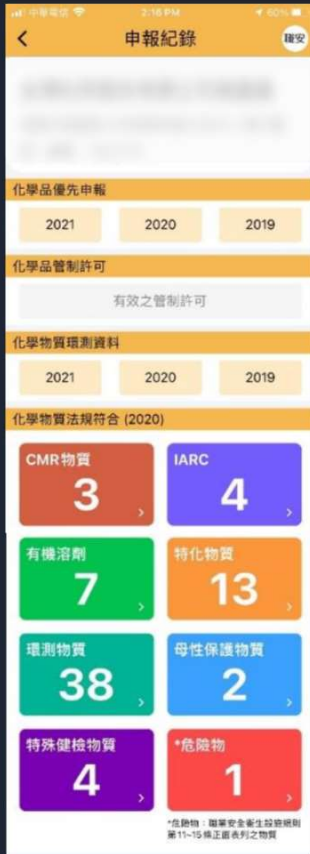 中華電信
2:16 PM
60%
申報紀錄
職安
化學品優先申報
2021 2020 2019
化學品管制許可
有效之管制許可
化學物質環測資料
2021 2020 2019
化學物質法規符合 (2020)
CMR物質 IARC
3 4
有機溶劑 特化物質
7 13
環測物質 母性保護物質
38 2
特殊健檢物質 *危險物
4 1
*危險物：職業安全衛生設施規則
第11~15條正面表列之物質